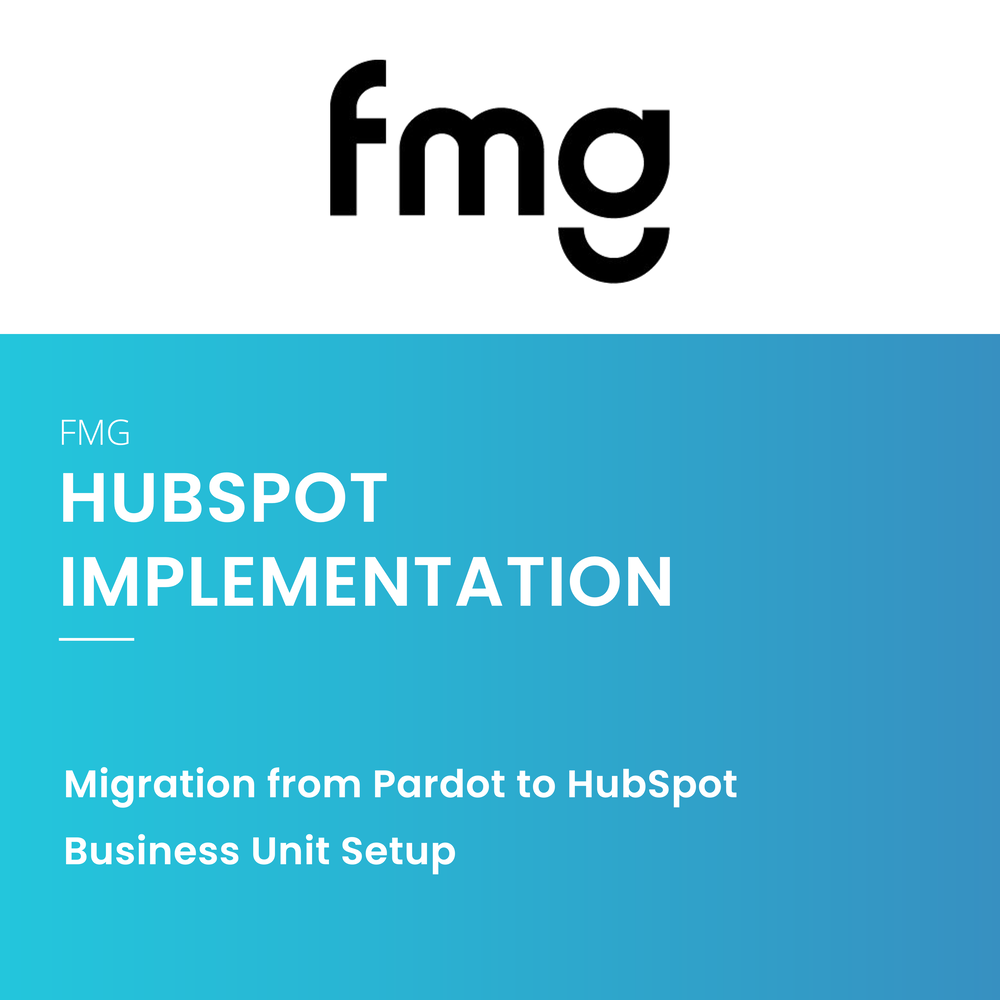 fmg
FMG
HUBSPOT
IMPLEMENTATION
Migration from Pardot to HubSpot
Business Unit Setup